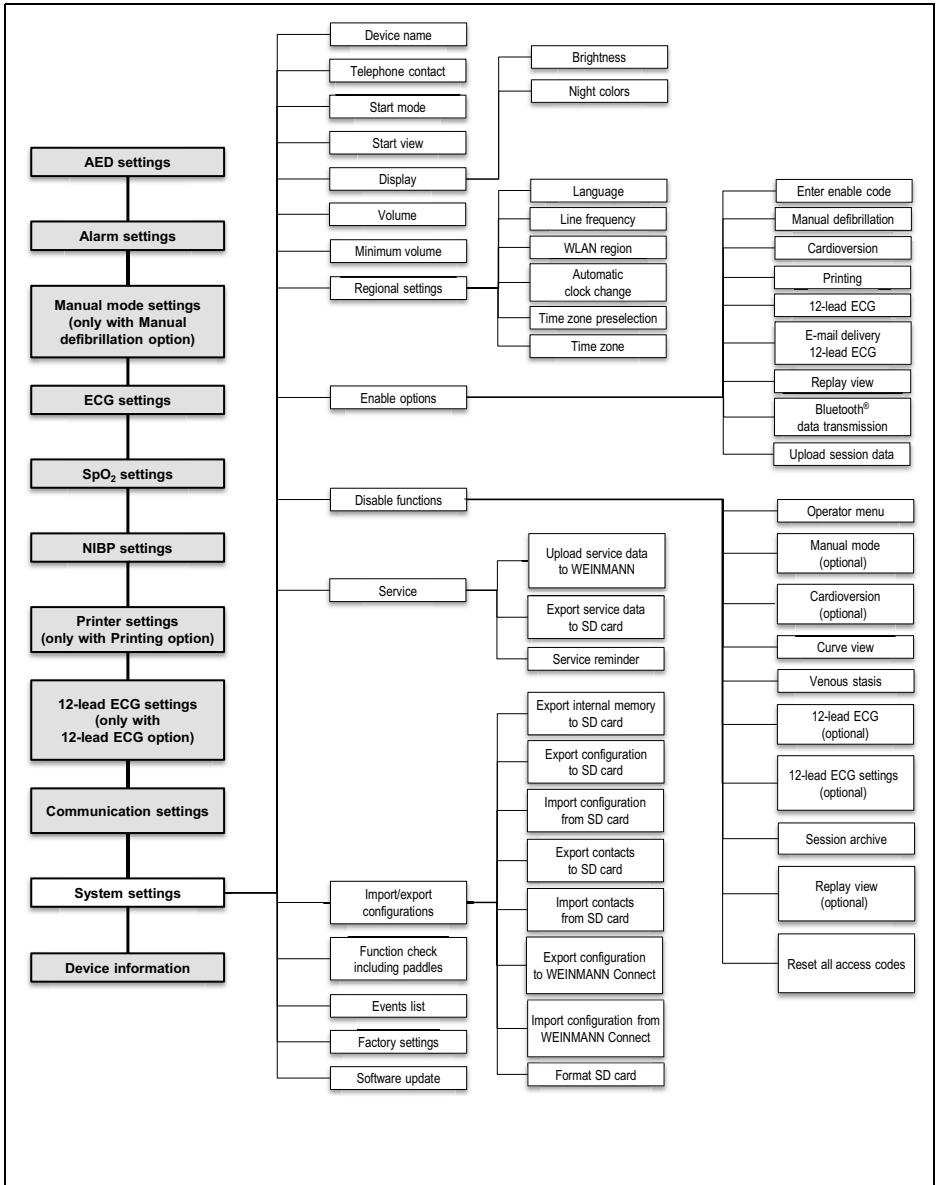 AED settings
Alarm settings
Manual mode settings
(only with Manual
defibrillation option)
ECG settings
SpO₂ settings
NIBP settings
Printer settings
(only with Printing option)
12-lead ECG settings
(only with
12-lead ECG option)
Communication settings
System settings
Device information
Device name
Telephone contact
Start mode
Start view
Display
Volume
Minimum volume
Regional settings
Enable options
Disable functions
Service
Import/export
configurations
Function check
including paddles
Events list
Factory settings
Software update
Brightness
Night colors
Language
Line frequency
WLAN region
Automatic
clock change
Time zone preselection
Time zone
Upload service data
to WEINMANN
Export service data
to SD card
Service reminder
Export internal memory
to SD card
Export configuration
to SD card
Import configuration
from SD card
Export contacts
to SD card
Import contacts
from SD card
Export configuration
to WEINMANN Connect
Import configuration from
WEINMANN Connect
Format SD card
Enter enable code
Manual defibrillation
Cardioversion
Printing
12-lead ECG
E-mail delivery
12-lead ECG
Replay view
Bluetooth®
data transmission
Upload session data
Operator menu
Manual mode
(optional)
Cardioversion
(optional)
Curve view
Venous stasis
12-lead ECG
(optional)
12-lead ECG settings
(optional)
Session archive
Replay view
(optional)
Reset all access codes